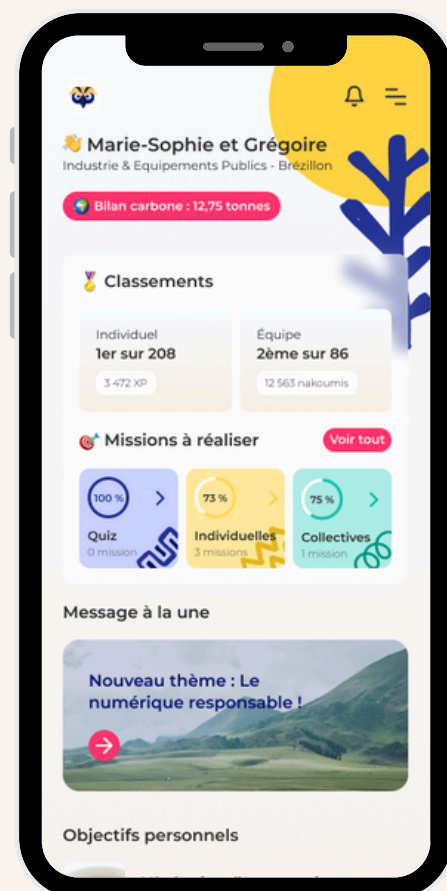 👋 Marie-Sophie et Grégoire
Industrie & Equipements Publics - Brézillon
🌍 Bilan carbone : 12,75 tonnes
🏅 Classements
Individuel
1er sur 208
3 472 XP
Équipe
2ème sur 86
12 563 nakoumis
🎯 Missions à réaliser
Voir tout
100 %
Quiz
0 mission
73 %
Individuelles
3 missions
75 %
Collectives
1 mission
Message à la une
Nouveau thème : Le
numérique responsable !
Objectifs personnels